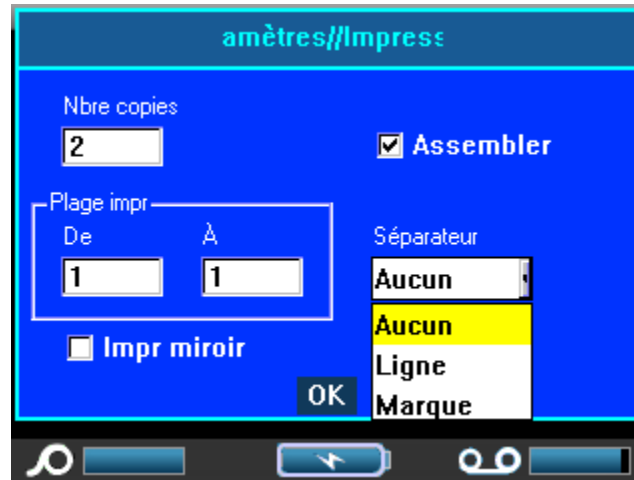 amètres//Impress
Nbre copies
2
Assembler
Plage impr
De
À
1
1
Séparateur
Aucun
Aucun
Ligne
Marque
Impr miroir
OK